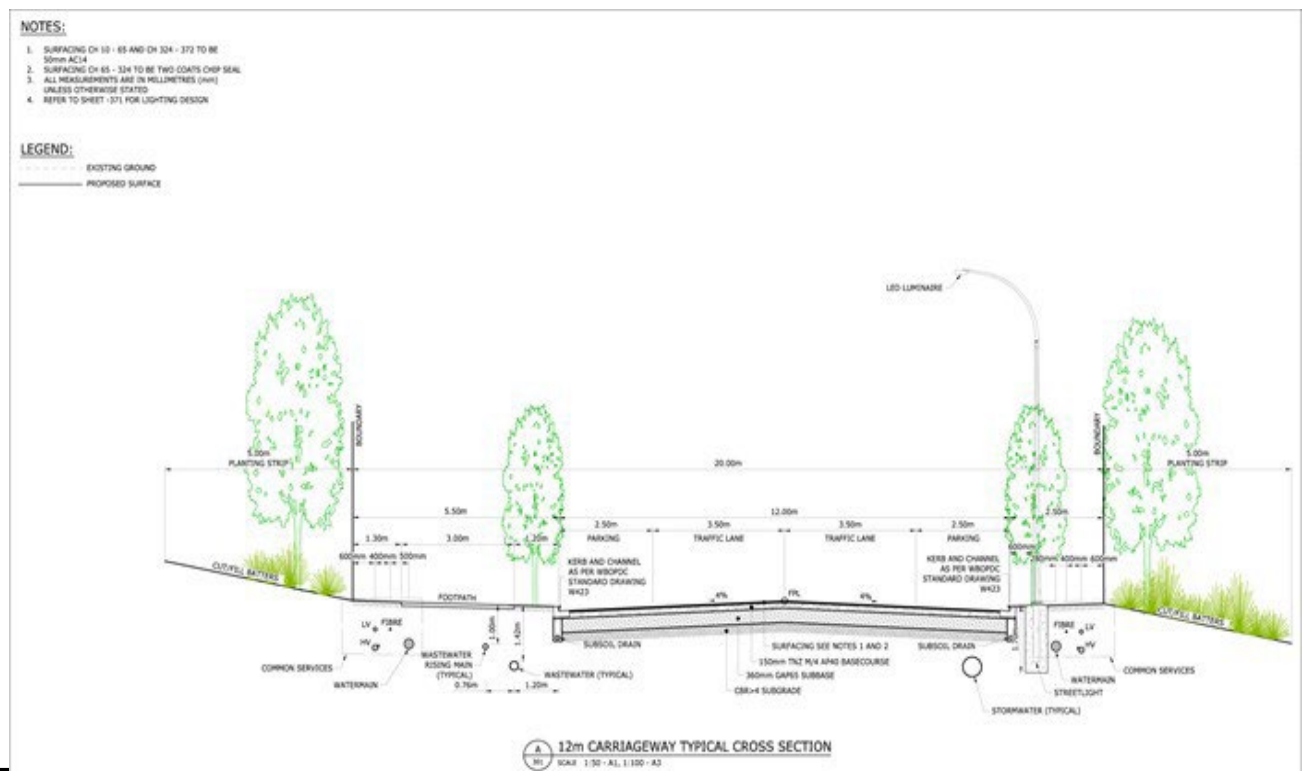 NOTES:
1. SURFACING CH 10 - 65 AND CH 324 - 372 TO BE
50mm AC14
2. SURFACING CH 65 - 324 TO BE TWO COATS CHIP SEAL
3. ALL MEASUREMENTS ARE IN MILLIMETRES (mm)
UNLESS OTHERWISE STATED
4. REFER TO SHEET -371 FOR LIGHTING DESIGN
LEGEND:
EXISTING GROUND
PROPOSED SURFACE
LED LUMINAIRE
BOUNDARY
BOUNDARY
5.00m
PLANTING STRIP
20.00m
5.00m
PLANTING STRIP
5.50m
12.00m
2.50m
1.30m
3.00m
1.20m
2.50m
PARKING
3.50m
TRAFFIC LANE
3.50m
TRAFFIC LANE
2.50m
PARKING
600mm
600mm 400mm 300mm
400mm 600mm
KERB AND CHANNEL
AS PER WBOPDC
STANDARD DRAWING
W423
KERB AND CHANNEL
AS PER WBOPDC
STANDARD DRAWING
W423
CUT/FILL BATTERS
FOOTPATH
4%
FPL
4%
CUT/FILL BATTERS
LV
FIBRE
HV
1.00m
1.42m
SUBSOIL DRAIN
SURFACING SEE NOTES 1 AND 2
SUBSOIL DRAIN
FIBRE
LV
HV
COMMON SERVICES
WATERMAIN
WASTEWATER
RISING MAIN
(TYPICAL)
0.76m
1.20m
WASTEWATER (TYPICAL)
150mm TNZ M/4 AP40 BASECOURSE
360mm GAP65 SUBBASE
CBR>4 SUBGRADE
WATERMAIN
COMMON SERVICES
STREETLIGHT
STORMWATER (TYPICAL)
A
12m CARRIAGEWAY TYPICAL CROSS SECTION
SCALE 1:50 - A1, 1:100 - A3